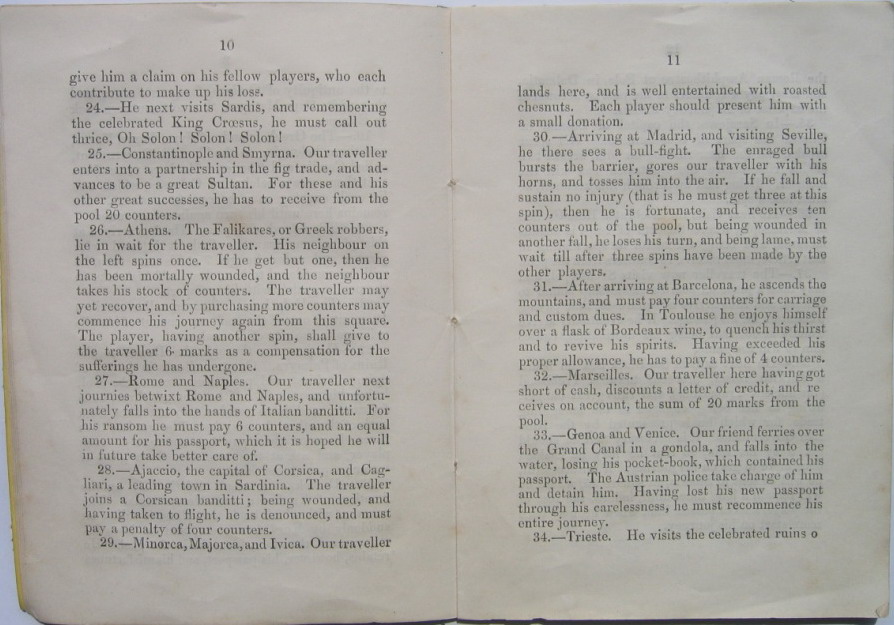 10
give him a claim on his fellow players, who each
contribute to make up his loss.
24.—He next visits Sardis, and remembering
the celebrated King Crœsus, he must call out
thrice, Oh Solon! Solon! Solon!
25.—Constantinople and Smyrna. Our traveller
enters into a partnership in the fig trade, and ad-
vances to be a great Sultan. For these and his
other great successes, he has to receive from the
pool 20 counters.
26.—Athens. The Falikares, or Greek robbers,
lie in wait for the traveller. His neighbour on
the left spins once. If he get but one, then he
has been mortally wounded, and the neighbour
takes his stock of counters. The traveller may
yet recover, and by purchasing more counters may
commence his journey again from this square.
The player, having another spin, shall give to
the traveller 6 marks as a compensation for the
sufferings he has undergone.
27.—Rome and Naples. Our traveller next
journies betwixt Rome and Naples, and unfortu-
nately falls into the hands of Italian banditti. For
his ransom he must pay 6 counters, and an equal
amount for his passport, which it is hoped he will
in future take better care of.
28.—Ajaccio, the capital of Corsica, and Cag-
liari, a leading town in Sardinia. The traveller
joins a Corsican banditti; being wounded, and
having taken to flight, he is denounced, and must
pay a penalty of four counters.
29.—Minorca, Majorca, and Ivica. Our traveller
11
lands here, and is well entertained with roasted
chesnuts. Each player should present him with
a small donation.
30.—Arriving at Madrid, and visiting Seville,
he there sees a bull-fight. The enraged bull
bursts the barrier, gores our traveller with his
horns, and tosses him into the air. If he fall and
sustain no injury (that is he must get three at this
spin), then he is fortunate, and receives ten
counters out of the pool, but being wounded in
another fall, he loses his turn, and being lame, must
wait till after three spins have been made by the
other players.
31.—After arriving at Barcelona, he ascends the
mountains, and must pay four counters for carriage
and custom dues. In Toulouse he enjoys himself
over a flask of Bordeaux wine, to quench his thirst
and to revive his spirits. Having exceeded his
proper allowance, he has to pay a fine of 4 counters.
32.—Marseilles. Our traveller here having got
short of cash, discounts a letter of credit, and re
ceives on account, the sum of 20 marks from the
pool.
33.—Genoa and Venice. Our friend ferries over
the Grand Canal in a gondola, and falls into the
water, losing his pocket-book, which contained his
passport. The Austrian police take charge of him
and detain him. Having lost his new passport
through his carelessness, he must recommence his
entire journey.
34.—Trieste. He visits the celebrated ruins o